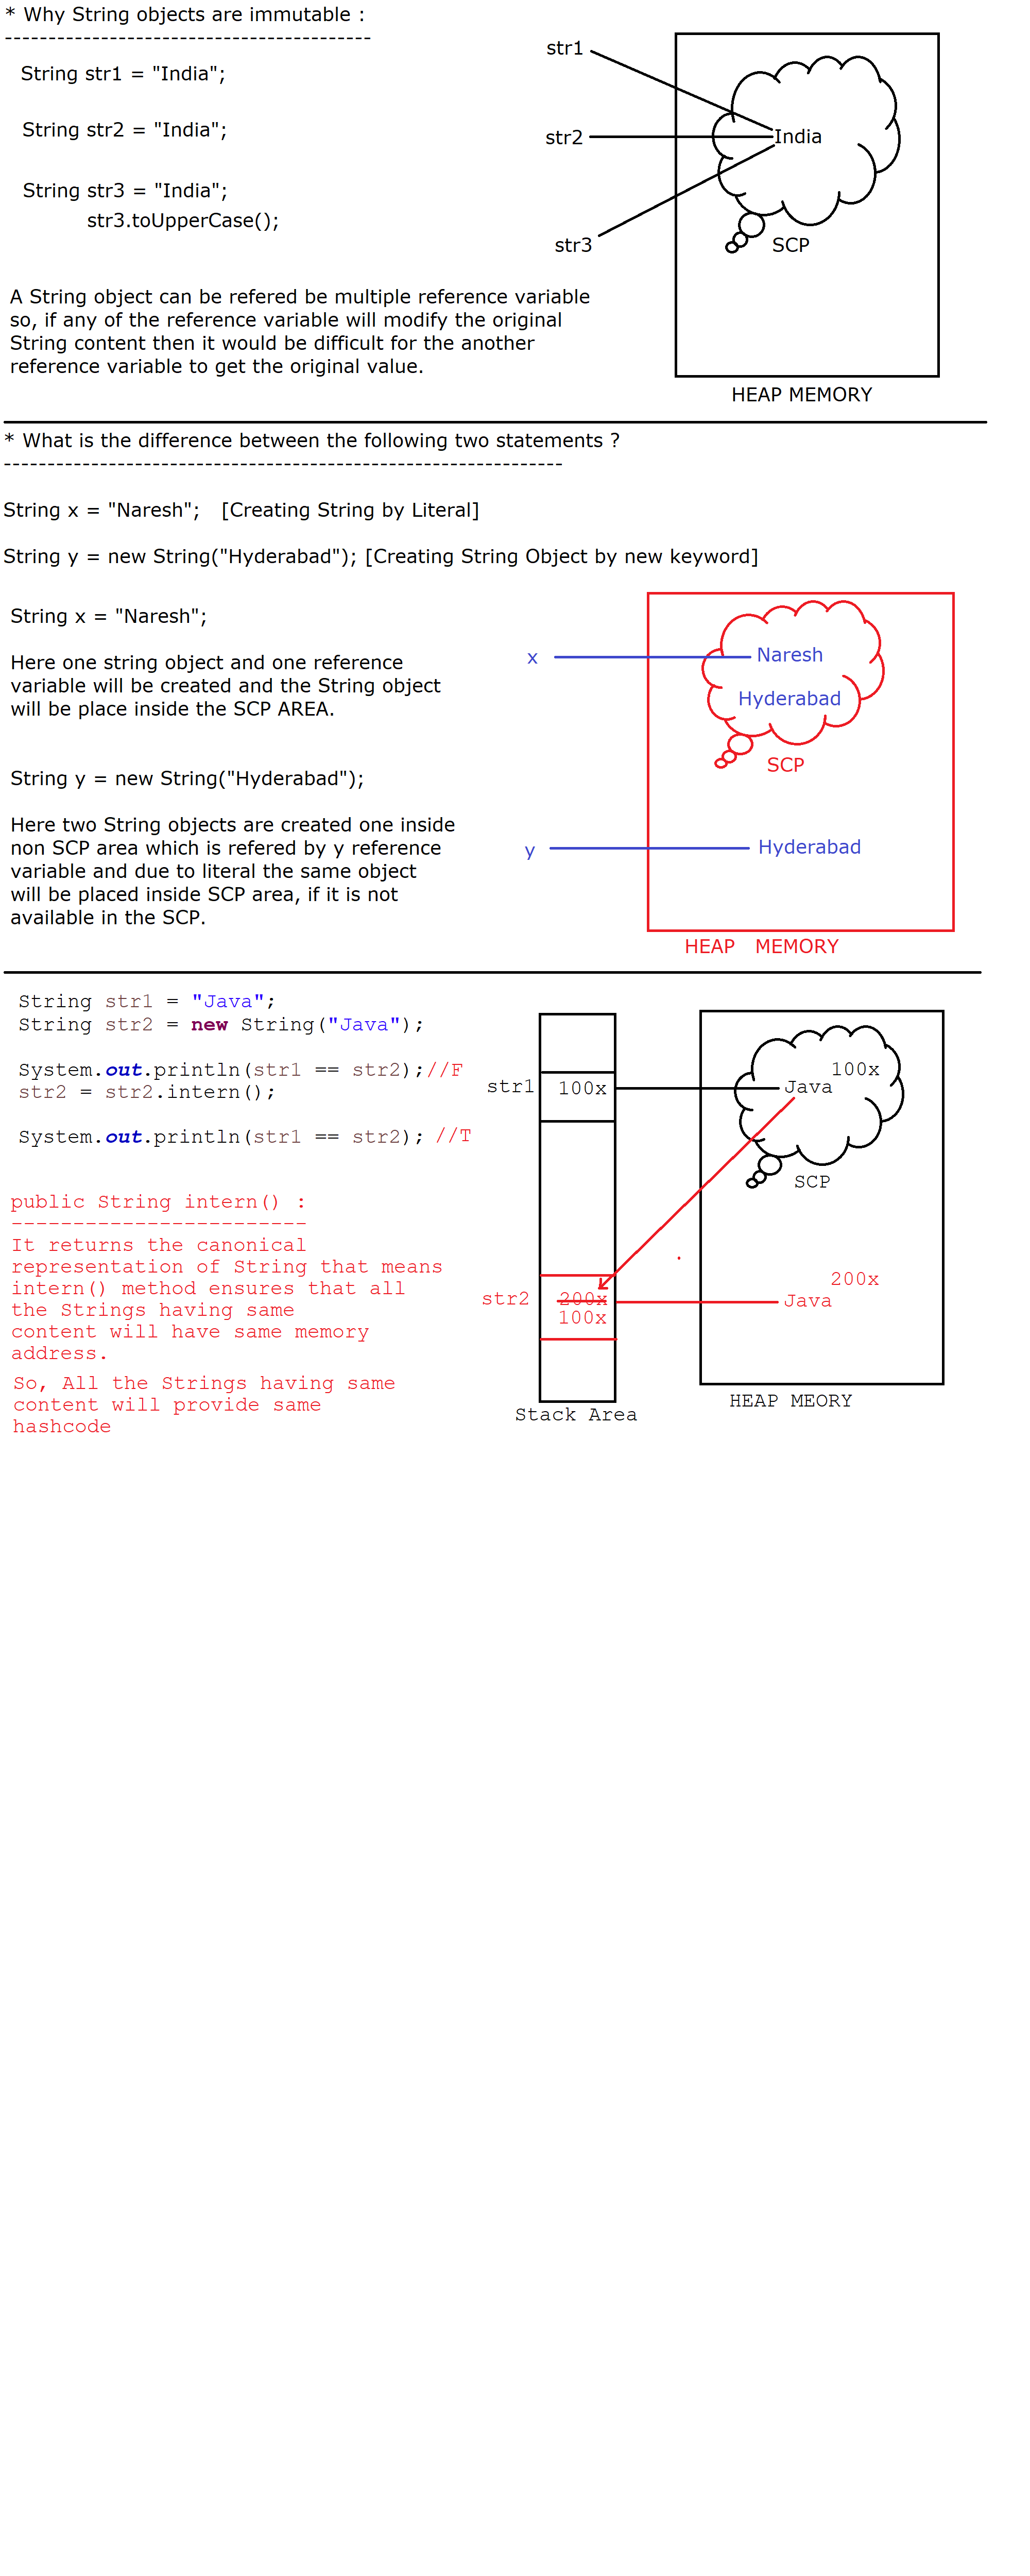 * Why String objects are immutable :
------------------------------------------
String str1 = "India";
String str2 = "India";
String str3 = "India";
str3.toUpperCase();
str1
str2
str3
India
SCP
HEAP MEMORY
A String object can be refered be multiple reference variable
so, if any of the reference variable will modify the original
String content then it would be difficult for the another
reference variable to get the original value.
* What is the difference between the following two statements ?
----------------------------------------------------------------
String x = "Naresh";   [Creating String by Literal]
String y = new String("Hyderabad"); [Creating String Object by new keyword]
String x = "Naresh";
Here one string object and one reference
variable will be created and the String object
will be place inside the SCP AREA.
String y = new String("Hyderabad");
Here two String objects are created one inside
non SCP area which is refered by y reference
variable and due to literal the same object
will be placed inside SCP area, if it is not
available in the SCP.
x
Naresh
Hyderabad
SCP
y
Hyderabad
HEAP   MEMORY
String str1 = "Java";
String str2 = new String("Java");
System.out.println(str1 == str2);//F
str2 = str2.intern();
System.out.println(str1 == str2); //T
public String intern() :
------------------------
It returns the canonical
representation of String that means
intern() method ensures that all
the Strings having same
content will have same memory
address.
So, All the Strings having same
content will provide same
hashcode
str1
100x
100x
Java
SCP
200x
str2
200x
Java
100x
HEAP MEORY
Stack Area